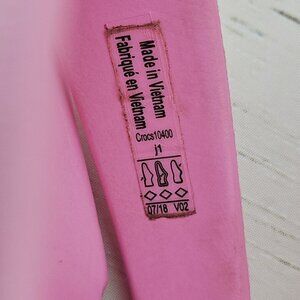 Made in Vietnam
Fabriqué en Vietnam
Crocs10400
j1
07/18 V02